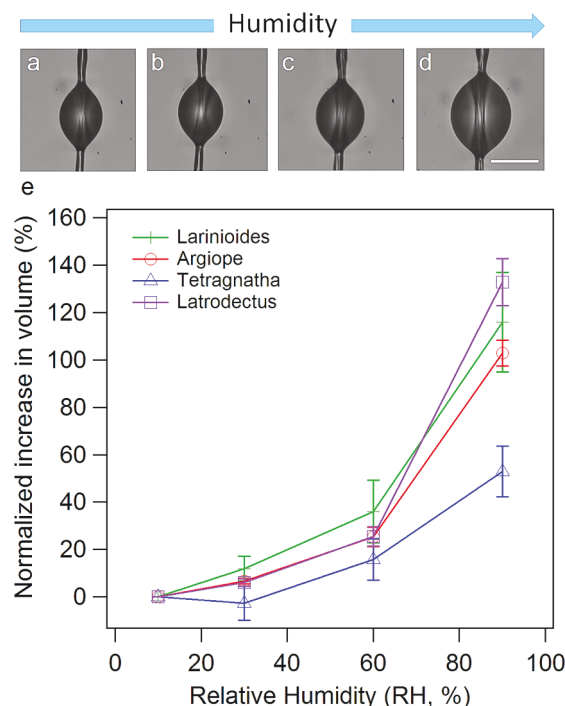 Humidity
a
b
c
d
e
Normalized increase in volume (%)
160
140
120
100
80
60
40
20
0
Larinioides
Argiope
Tetragnatha
Latrodectus
0
20
40
60
80
100
Relative Humidity (RH, %)